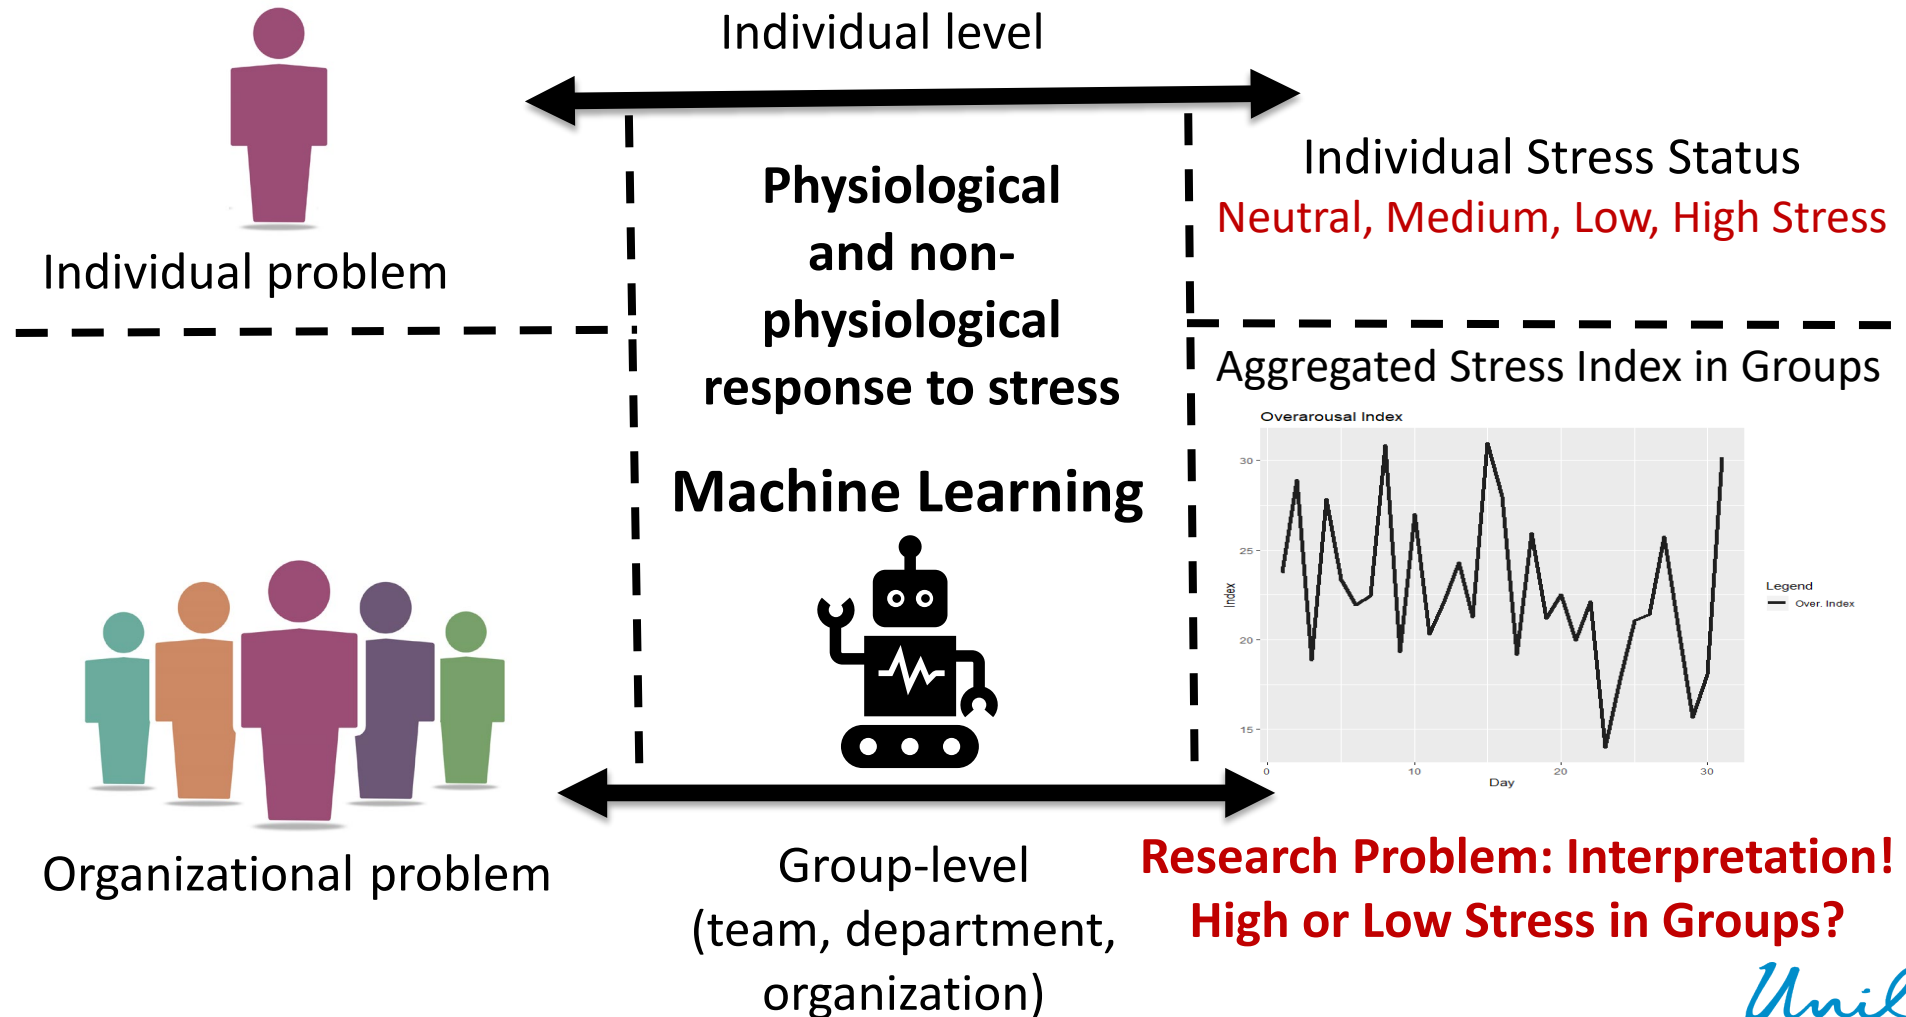 Individual level
Individual problem
Physiological
and non-
physiological
response to stress
Machine Learning
Individual Stress Status
Neutral, Medium, Low, High Stress
Aggregated Stress Index in Groups
Overarousal Index
30
25
20
15
Index
0
10
20
30
Day
Legend
Over. Index
Organizational problem
Group-level
(team, department,
organization)
Research Problem: Interpretation!
High or Low Stress in Groups?